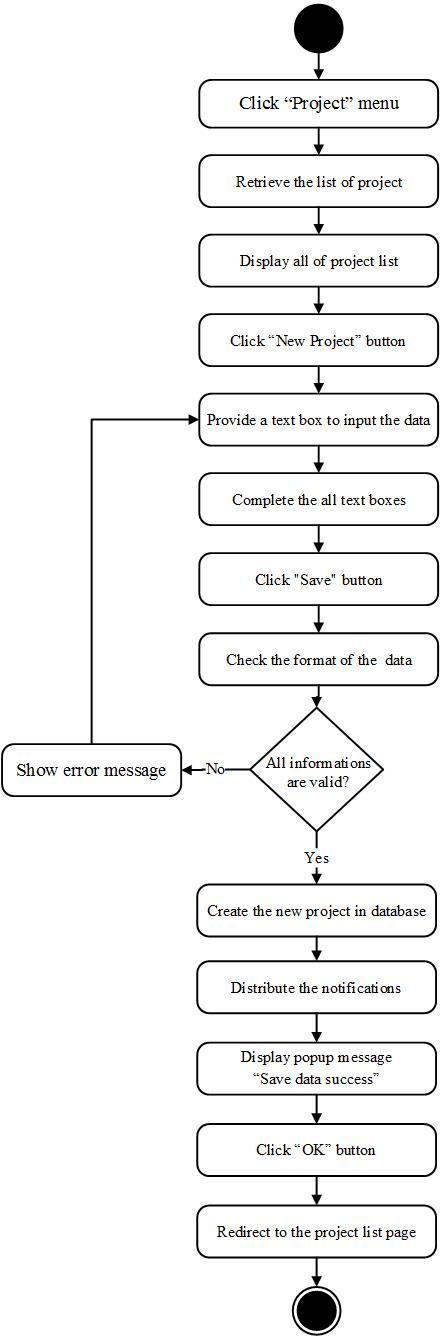 Click “Project” menu
Retrieve the list of project
Display all of project list
Click “New Project” button
Provide a text box to input the data
Complete the all text boxes
Click "Save" button
Check the format of the data
All informations
are valid?
No
Show error message
Yes
Create the new project in database
Distribute the notifications
Display popup message
“Save data success”
Click “OK” button
Redirect to the project list page